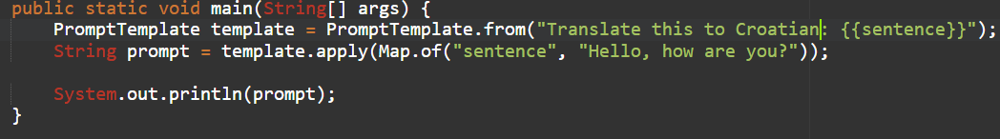 public static void main(String[] args) {
    PromptTemplate template = PromptTemplate.from("Translate this to Croatian: {{sentence}}");
    String prompt = template.apply(Map.of("sentence", "Hello, how are you?"));
    System.out.println(prompt);
}